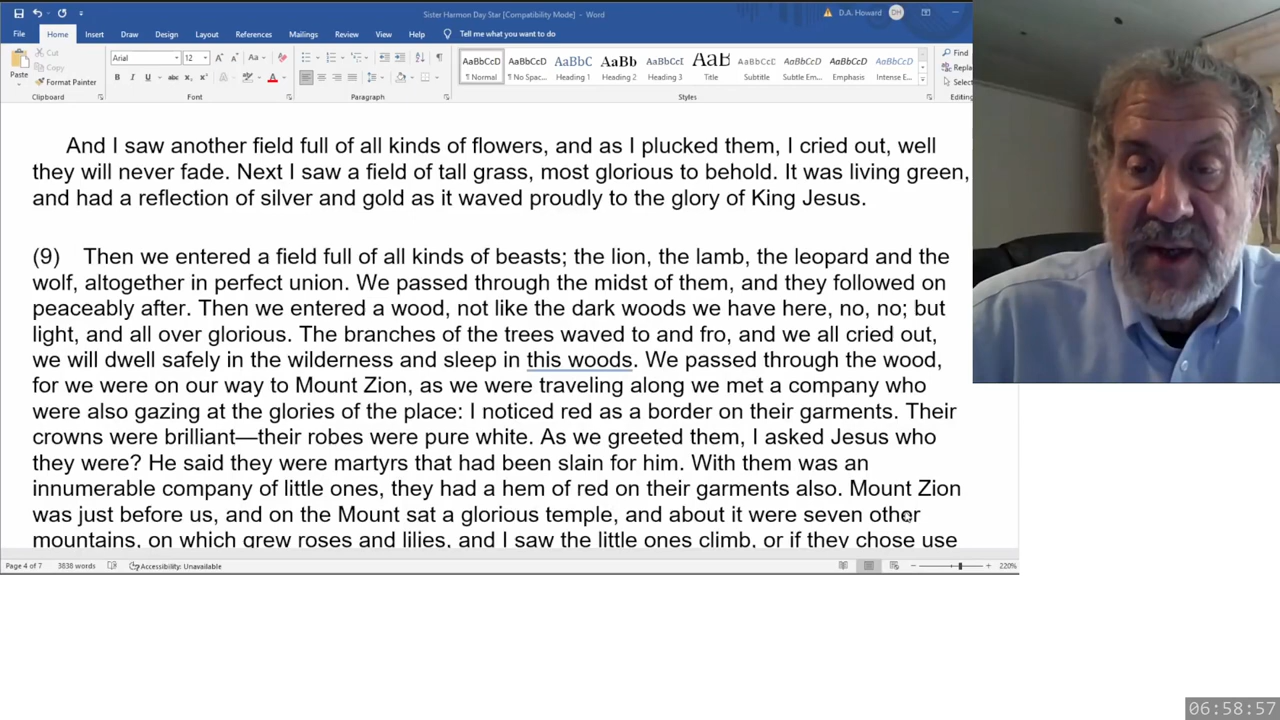 Sister Harmon Day Star [Compatibility Mode] - Word
D.A. Howard
DH
File Home Insert Draw Design Layout References Mailings Review View Help Tell me what you want to do
Paste
Cut
Copy
Format Painter
Clipboard
Arial 12
Font
Paragraph
AaBbCcD AaBbCcD AaBbC AaBb AaBbCcI AaB AaBbCcC AaBbCcD AaBbCcD AaBbCcD
¶ Normal ¶ No Spac... Heading 1 Heading 2 Heading 3 Title Subtitle Subtle Em... Emphasis Intense E...
Styles
Find
Repla
Select
Editing
And I saw another field full of all kinds of flowers, and as I plucked them, I cried out, well
they will never fade. Next I saw a field of tall grass, most glorious to behold. It was living green,
and had a reflection of silver and gold as it waved proudly to the glory of King Jesus.
(9) Then we entered a field full of all kinds of beasts; the lion, the lamb, the leopard and the
wolf, altogether in perfect union. We passed through the midst of them, and they followed on
peaceably after. Then we entered a wood, not like the dark woods we have here, no, no; but
light, and all over glorious. The branches of the trees waved to and fro, and we all cried out,
we will dwell safely in the wilderness and sleep in this woods. We passed through the wood,
for we were on our way to Mount Zion, as we were traveling along we met a company who
were also gazing at the glories of the place: I noticed red as a border on their garments. Their
crowns were brilliant—their robes were pure white. As we greeted them, I asked Jesus who
they were? He said they were martyrs that had been slain for him. With them was an
innumerable company of little ones, they had a hem of red on their garments also. Mount Zion
was just before us, and on the Mount sat a glorious temple, and about it were seven other
mountains, on which grew roses and lilies, and I saw the little ones climb, or if they chose use
Page 4 of 7 3838 words Accessibility: Unavailable 220%
06:58:57